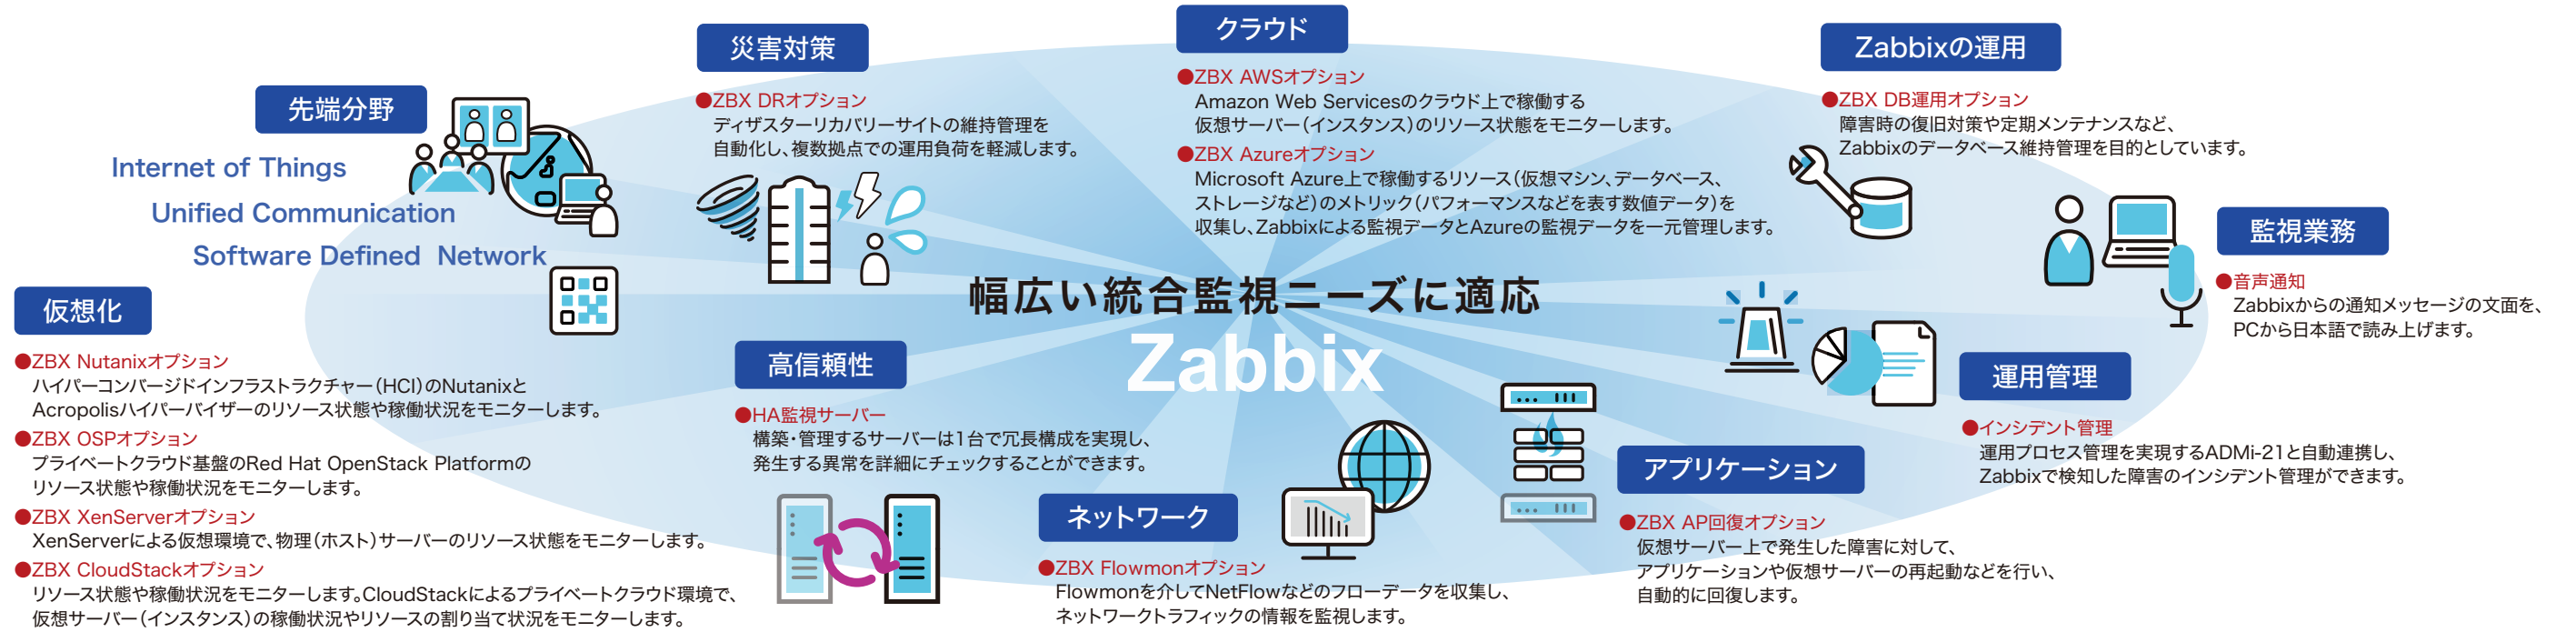 先端分野
Internet of Things
Unified Communication
Software Defined Network
仮想化
●ZBX Nutanixオプション
ハイパーコンバージドインフラストラクチャー(HCI)のNutanixと
Acropolisハイパーバイザーのリソース状態や稼働状況をモニターします。
●ZBX OSPオプション
プライベートクラウド基盤のRed Hat OpenStack Platformの
リソース状態や稼働状況をモニターします。
●ZBX XenServerオプション
XenServerによる仮想環境で、物理(ホスト)サーバーのリソース状態をモニターします。
●ZBX CloudStackオプション
リソース状態や稼働状況をモニターします。CloudStackによるプライベートクラウド環境で、
仮想サーバー(インスタンス)の稼働状況やリソースの割り当て状況をモニターします。
災害対策
●ZBX DRオプション
ディザスターリカバリーサイトの維持管理を
自動化し、複数拠点での運用負荷を軽減します。
クラウド
●ZBX AWSオプション
Amazon Web Servicesのクラウド上で稼働する
仮想サーバー(インスタンス)のリソース状態をモニターします。
●ZBX Azureオプション
Microsoft Azure上で稼働するリソース(仮想マシン、データベース、
ストレージなど)のメトリック(パフォーマンスなどを表す数値データ)を
収集し、Zabbixによる監視データとAzureの監視データを一元管理します。
幅広い統合監視ニーズに適応
Zabbix
高信頼性
●HA監視サーバー
構築・管理するサーバーは1台で冗長構成を実現し、
発生する異常を詳細にチェックすることができます。
ネットワーク
●ZBX Flowmonオプション
Flowmonを介してNetFlowなどのフローデータを収集し、
ネットワークトラフィックの情報を監視します。
Zabbixの運用
●ZBX DB運用オプション
障害時の復旧対策や定期メンテナンスなど、
Zabbixのデータベース維持管理を目的としています。
監視業務
●音声通知
Zabbixからの通知メッセージの文面を、
PCから日本語で読み上げます。
運用管理
●インシデント管理
運用プロセス管理を実現するADMi-21と自動連携し、
Zabbixで検知した障害のインシデント管理ができます。
アプリケーション
●ZBX AP回復オプション
仮想サーバー上で発生した障害に対して、
アプリケーションや仮想サーバーの再起動などを行い、
自動的に回復します。